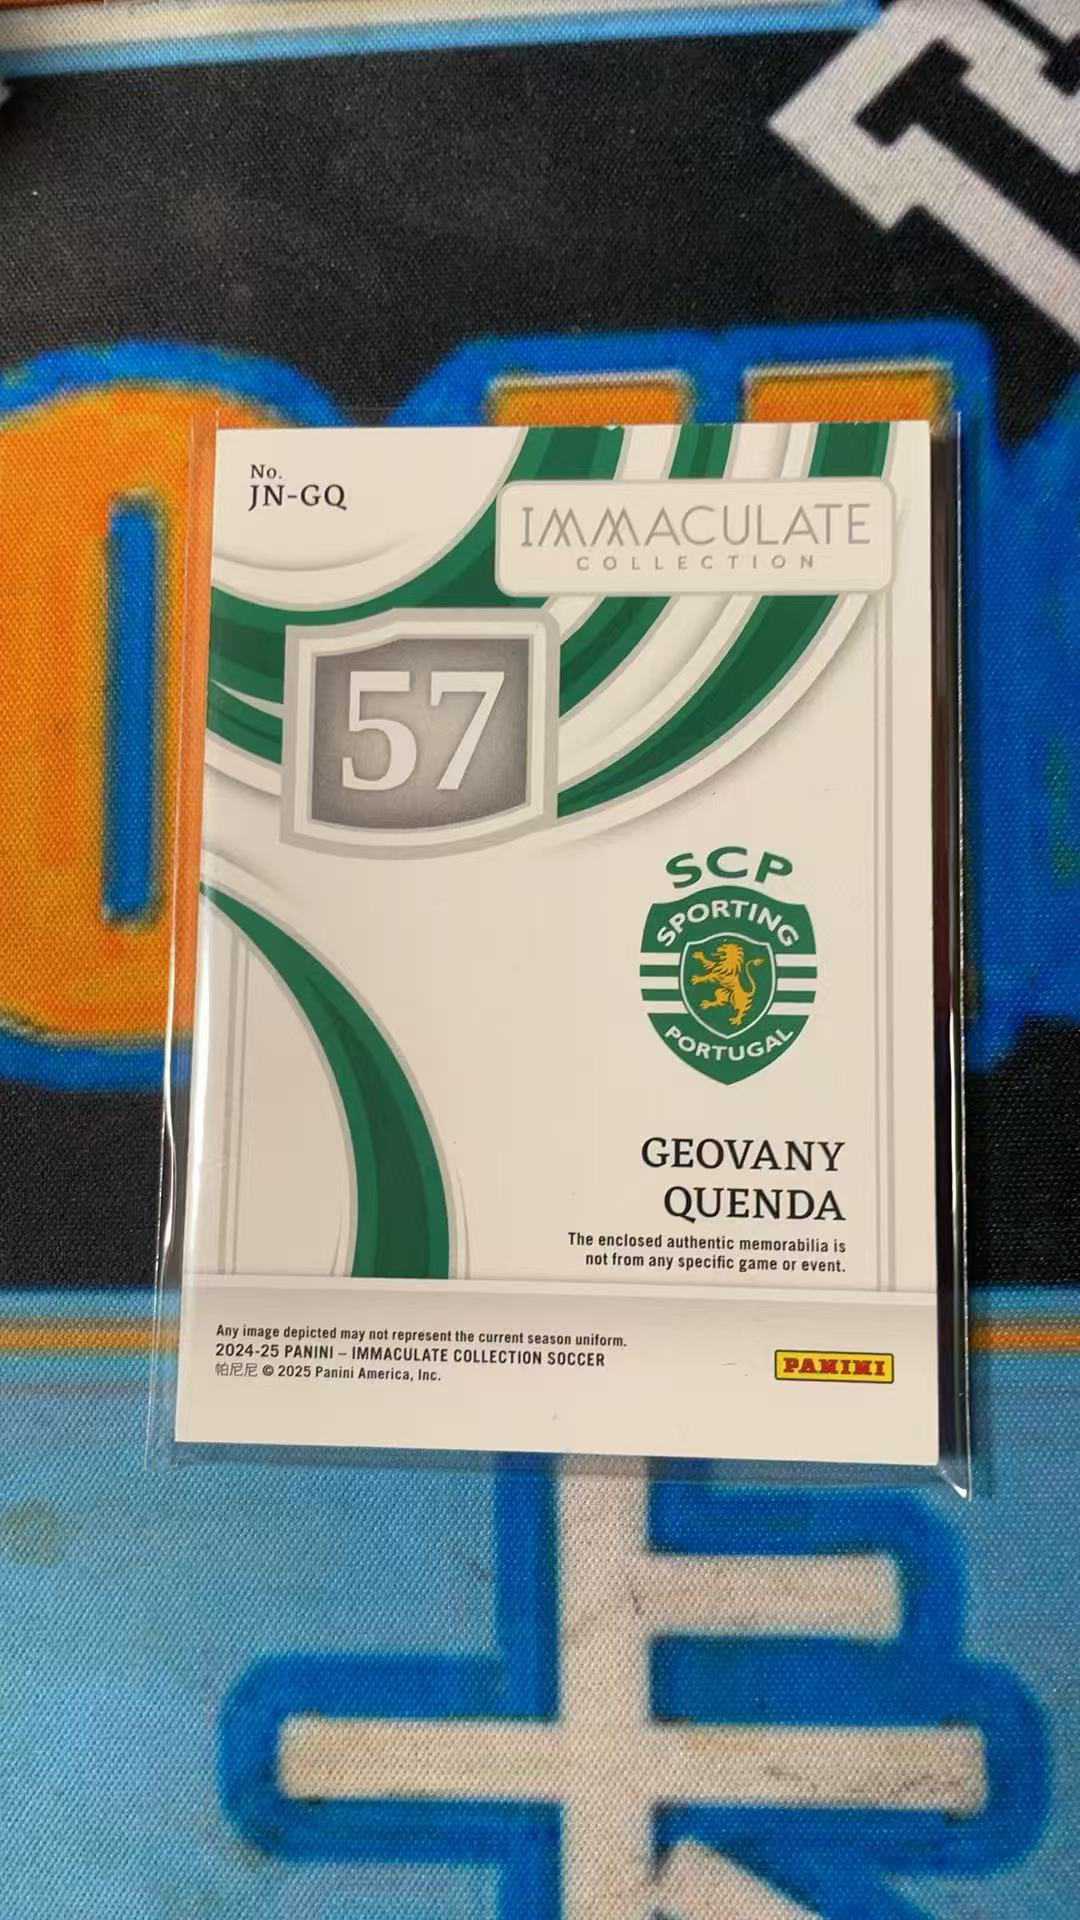 No.
JN-GQ
IMMACULATE
COLLECTION
57
SCP
SPORTING
PORTUGAL
GEOVANY
QUENDA
The enclosed authentic memorabilia is
not from any specific game or event.
Any image depicted may not represent the current season uniform.
2024-25 PANINI – IMMACULATE COLLECTION SOCCER
帕尼尼 © 2025 Panini America, Inc.
PANINI
卡